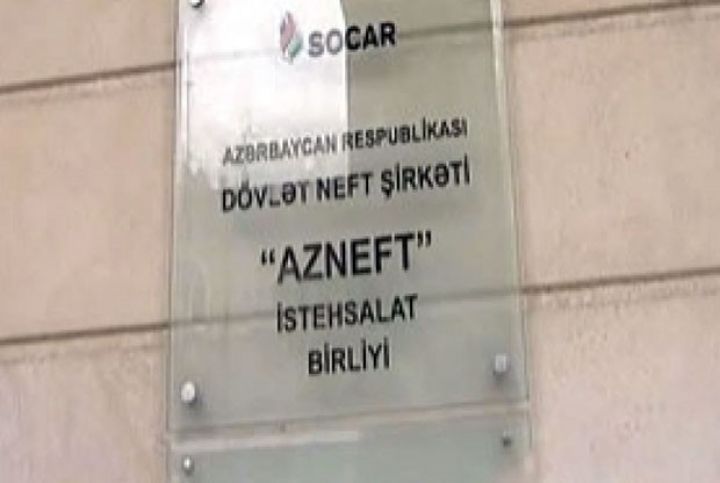 SOCAR
AZƏRBAYCAN RESPUBLİKASI
DÖVLƏT NEFT ŞİRKƏTİ
“AZNEFT”
İSTEHSALAT
BİRLİYİ